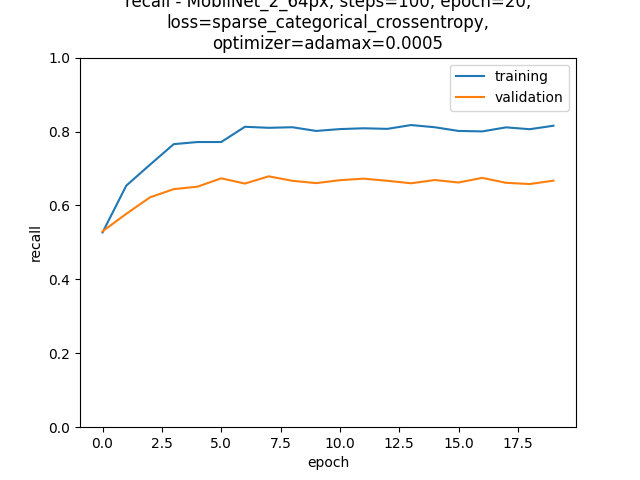 recall - MobilNet_2_64px, steps=100, epoch=20,
loss=sparse_categorical_crossentropy,
optimizer=adamax=0.0005
1.0
0.8
0.6
0.4
0.2
0.0
recall
training
validation
0.0 2.5 5.0 7.5 10.0 12.5 15.0 17.5
epoch